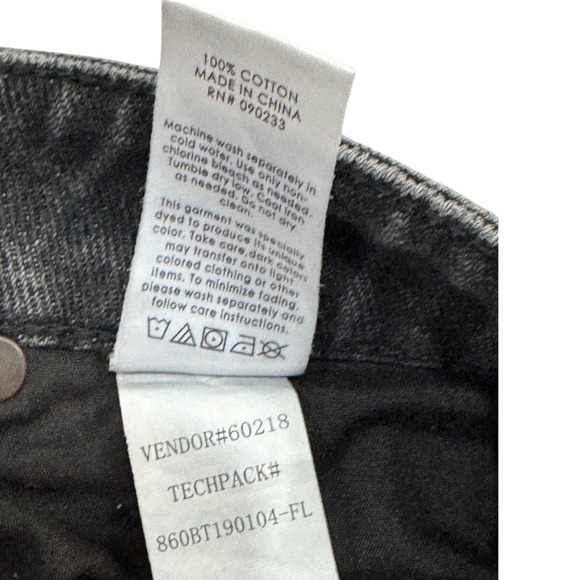 100% COTTON
MADE IN CHINA
RN# 090233
Machine wash separately in
cold water. Use only non-
chlorine bleach as needed.
Tumble dry low. Cool iron
as needed. Do not dry
clean.
This garment was specially
dyed to produce its unique
color. Take care, dark colors
may transfer onto light
colored clothing or other
items. To minimize fading,
please wash separately and
follow care instructions.
VENDOR#60218
TECHPACK#
860BT190104-FL